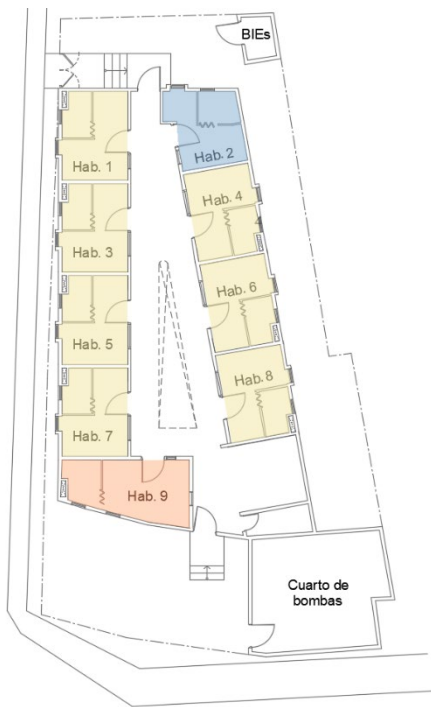 BIEs
Hab. 1
Hab. 2
Hab. 4
Hab. 3
Hab. 6
Hab. 5
Hab. 8
Hab. 7
Hab. 9
Cuarto de
bombas